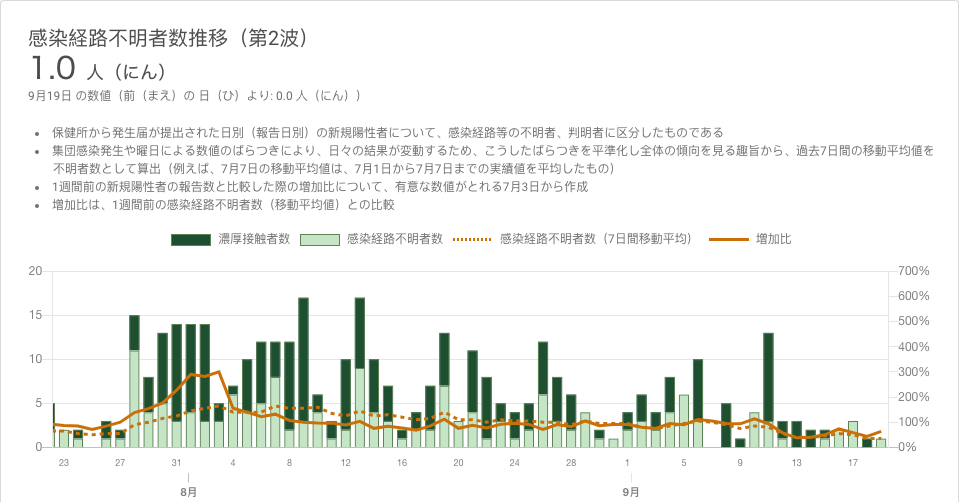 感染経路不明者数推移（第2波）
1.0 人（にん）
9月19日 の数値（前（まえ）の 日（ひ）より: 0.0 人（にん））
• 保健所から発生届が提出された日別（報告日別）の新規陽性者について、感染経路等の不明者、判明者に区分したものである
• 集団感染発生や曜日による数値のばらつきにより、日々の結果が変動するため、こうしたばらつきを平準化し全体の傾向を見る趣旨から、過去7日間の移動平均値を
不明者数として算出（例えば、7月7日の移動平均値は、7月1日から7月7日までの実績値を平均したもの）
• 1週間前の新規陽性者の報告数と比較した際の増加比について、有意な数値がとれる7月3日から作成
• 増加比は、1週間前の感染経路不明者数（移動平均値）との比較
濃厚接触者数 感染経路不明者数 感染経路不明者数（7日間移動平均） 増加比
20 700%
600%
15 500%
400%
10 300%
200%
5 100%
0 0%
23 27 31 4 8 12 16 20 24 28 1 5 9 13 17
8月 9月